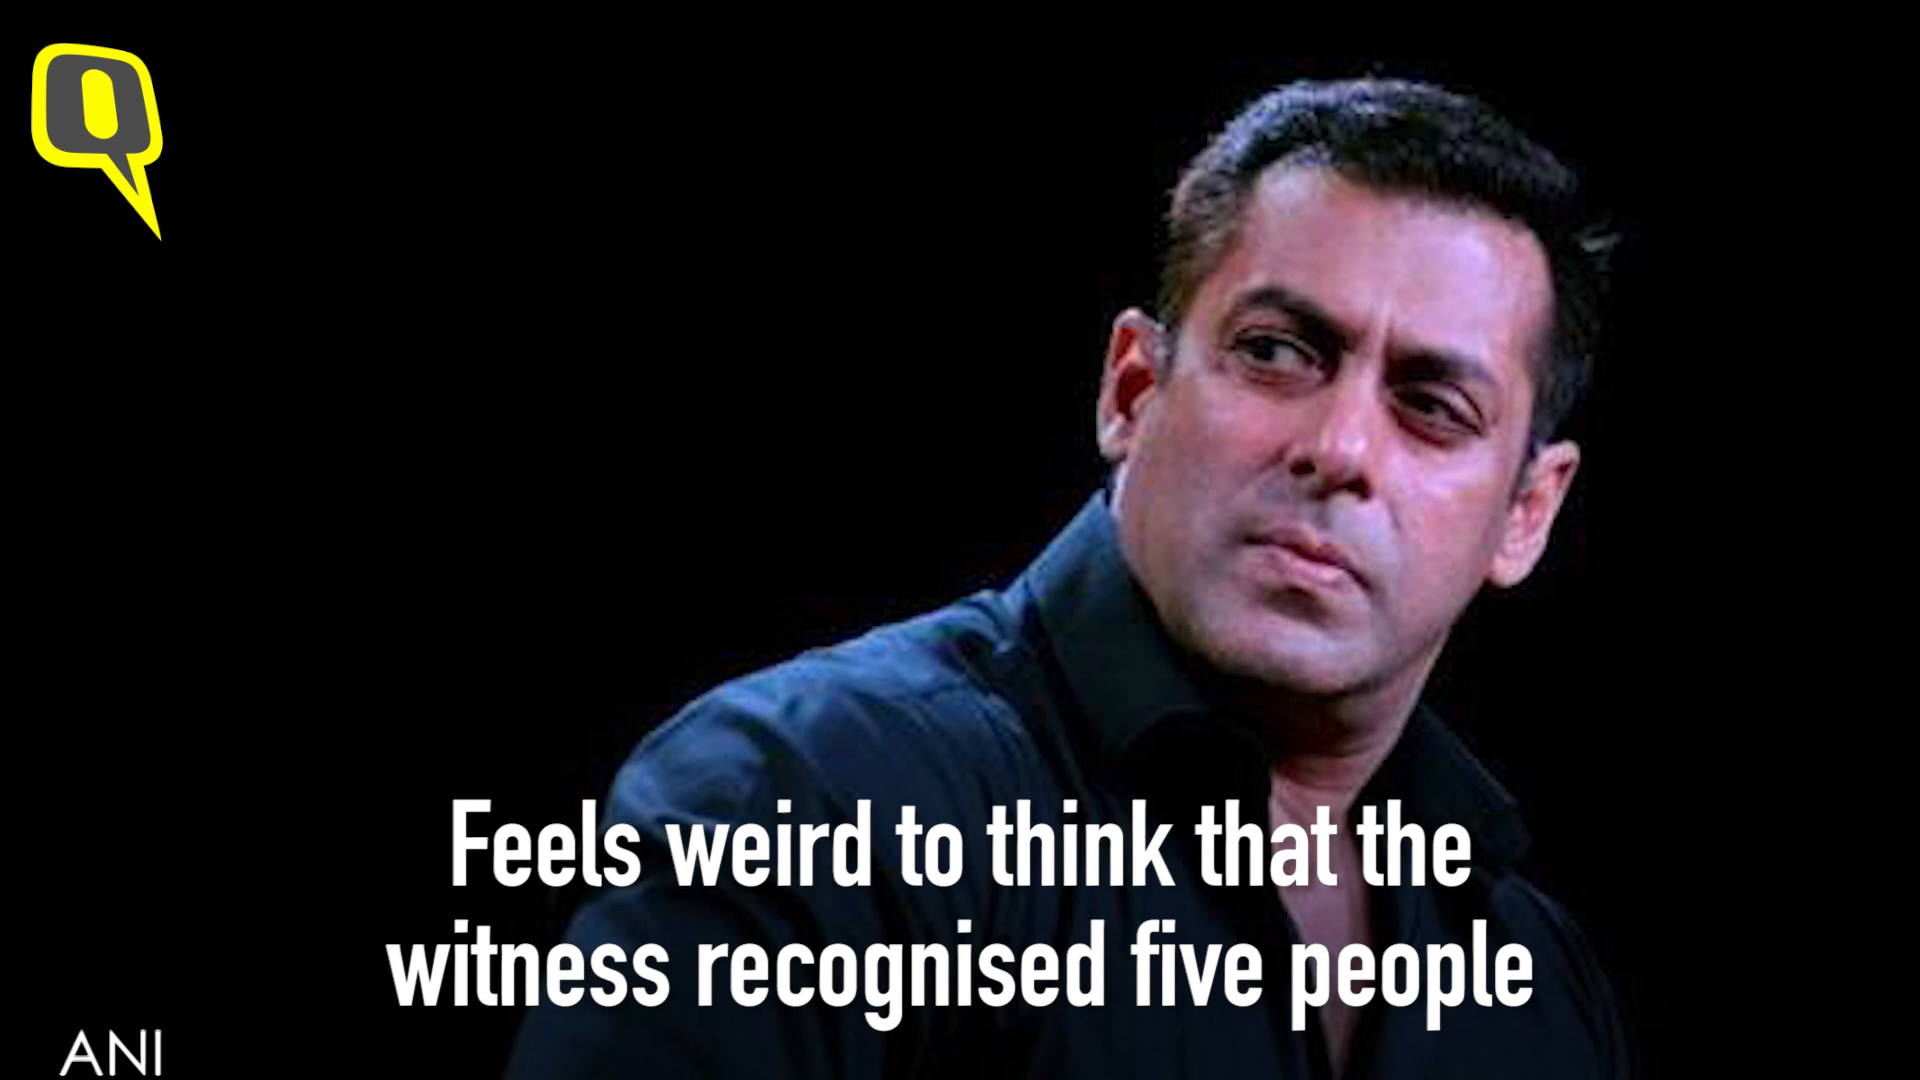 Q
Feels weird to think that the
witness recognised five people
ANI